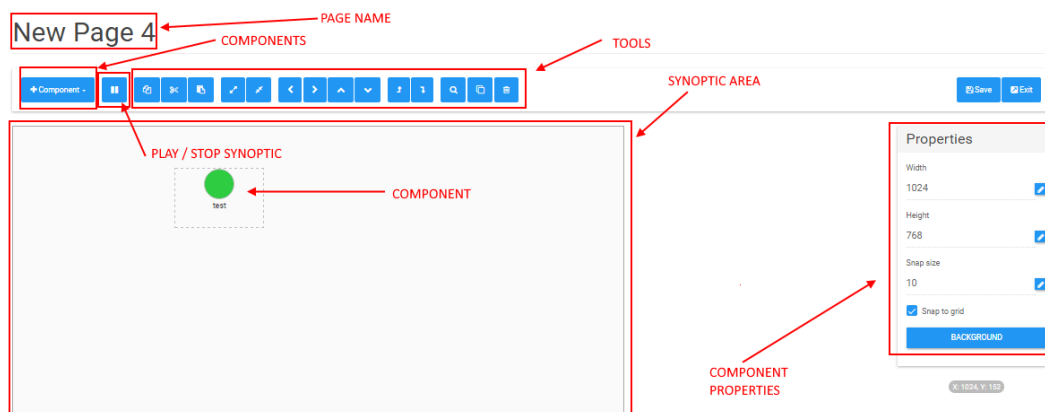 PAGE NAME
New Page 4
COMPONENTS
TOOLS
SYNOPTIC AREA
+ Component
Save
Exit
PLAY / STOP SYNOPTIC
Properties
Width
1024
COMPONENT
test
Height
768
Snap size
10
Snap to grid
BACKGROUND
COMPONENT
PROPERTIES
X: 1024, Y: 152